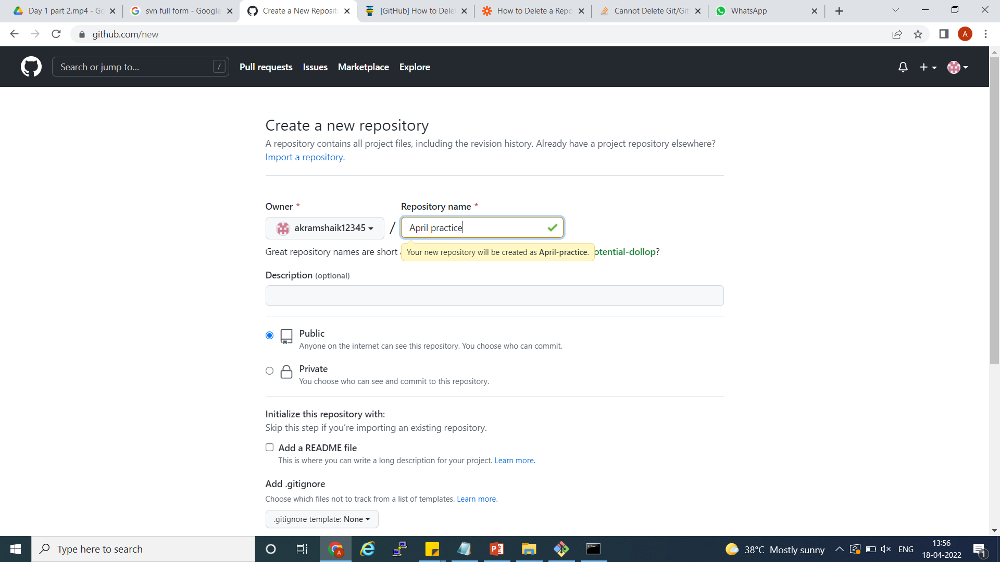 Day 1 part 2.mp4 - Go
svn full form - Google
Create a New Reposit
[GitHub] How to Dele
How to Delete a Repo
Cannot Delete Git/Git
WhatsApp
github.com/new
A
Search or jump to...
/
Pull requests
Issues
Marketplace
Explore
Create a new repository
A repository contains all project files, including the revision history. Already have a project repository elsewhere?
Import a repository.
Owner *
Repository name *
akramshaik12345
/
April practice
Great repository names are short
Your new repository will be created as April-practice.
otential-dollop?
Description (optional)
Public
Anyone on the internet can see this repository. You choose who can commit.
Private
You choose who can see and commit to this repository.
Initialize this repository with:
Skip this step if you’re importing an existing repository.
Add a README file
This is where you can write a long description for your project. Learn more.
Add .gitignore
Choose which files not to track from a list of templates. Learn more.
.gitignore template: None
Type here to search
38°C Mostly sunny
ENG
13:56
18-04-2022
1